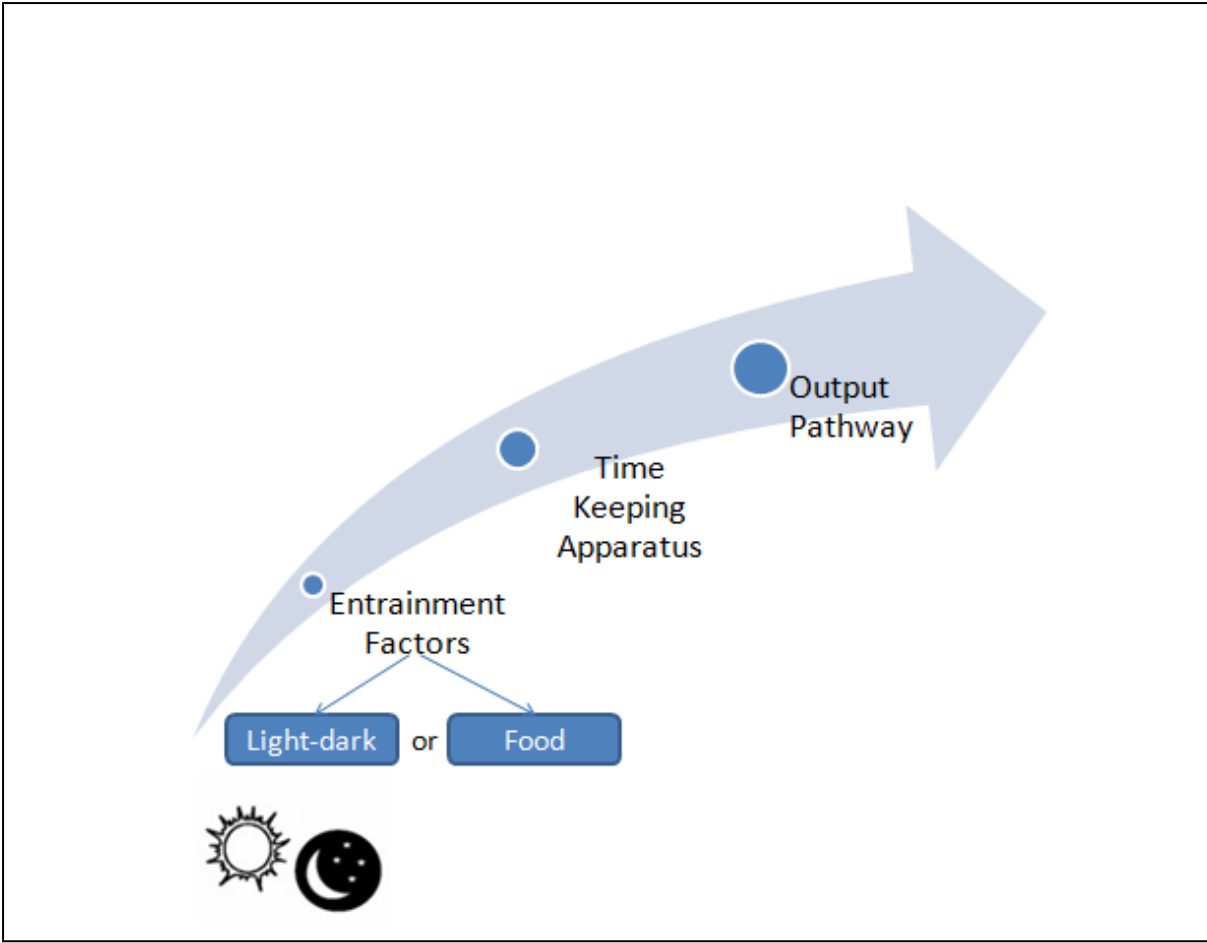 Output
Pathway
Time
Keeping
Apparatus
Entrainment
Factors
Light-dark or Food